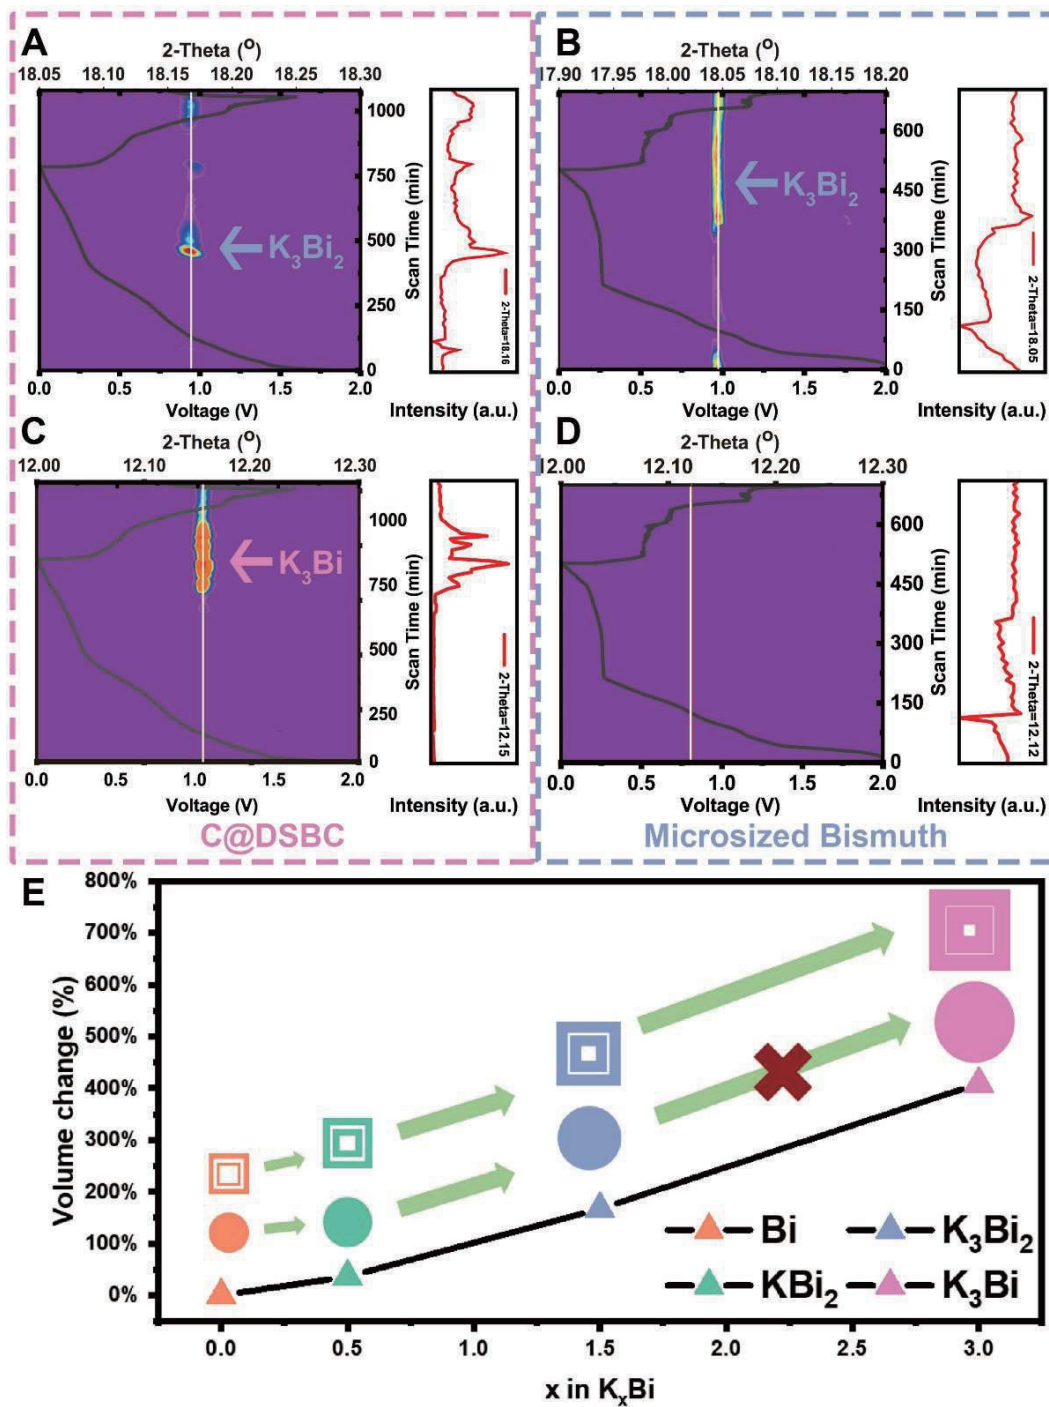 A
2-Theta (°)
18.05 18.10 18.15 18.20 18.25 18.30
1000
750
500
250
0
Scan Time (min)
K₃Bi₂
0.0 0.5 1.0 1.5 2.0
Voltage (V)
2-Theta=18.16
Intensity (a.u.)
B
2-Theta (°)
17.90 17.95 18.00 18.05 18.10 18.15 18.20
600
450
300
150
0
Scan Time (min)
K₃Bi₂
0.0 0.5 1.0 1.5 2.0
Voltage (V)
2-Theta=18.05
Intensity (a.u.)
C
2-Theta (°)
12.00 12.10 12.20 12.30
1000
750
500
250
0
Scan Time (min)
K₃Bi
0.0 0.5 1.0 1.5 2.0
Voltage (V)
2-Theta=12.15
Intensity (a.u.)
C@DSBC
D
2-Theta (°)
12.00 12.10 12.20 12.30
600
450
300
150
0
Scan Time (min)
0.0 0.5 1.0 1.5 2.0
Voltage (V)
2-Theta=12.12
Intensity (a.u.)
Microsized Bismuth
E
800%
700%
600%
500%
400%
300%
200%
100%
0%
Volume change (%)
Bi K₃Bi₂
KBi₂ K₃Bi
0.0 0.5 1.0 1.5 2.0 2.5 3.0
x in KₓBi